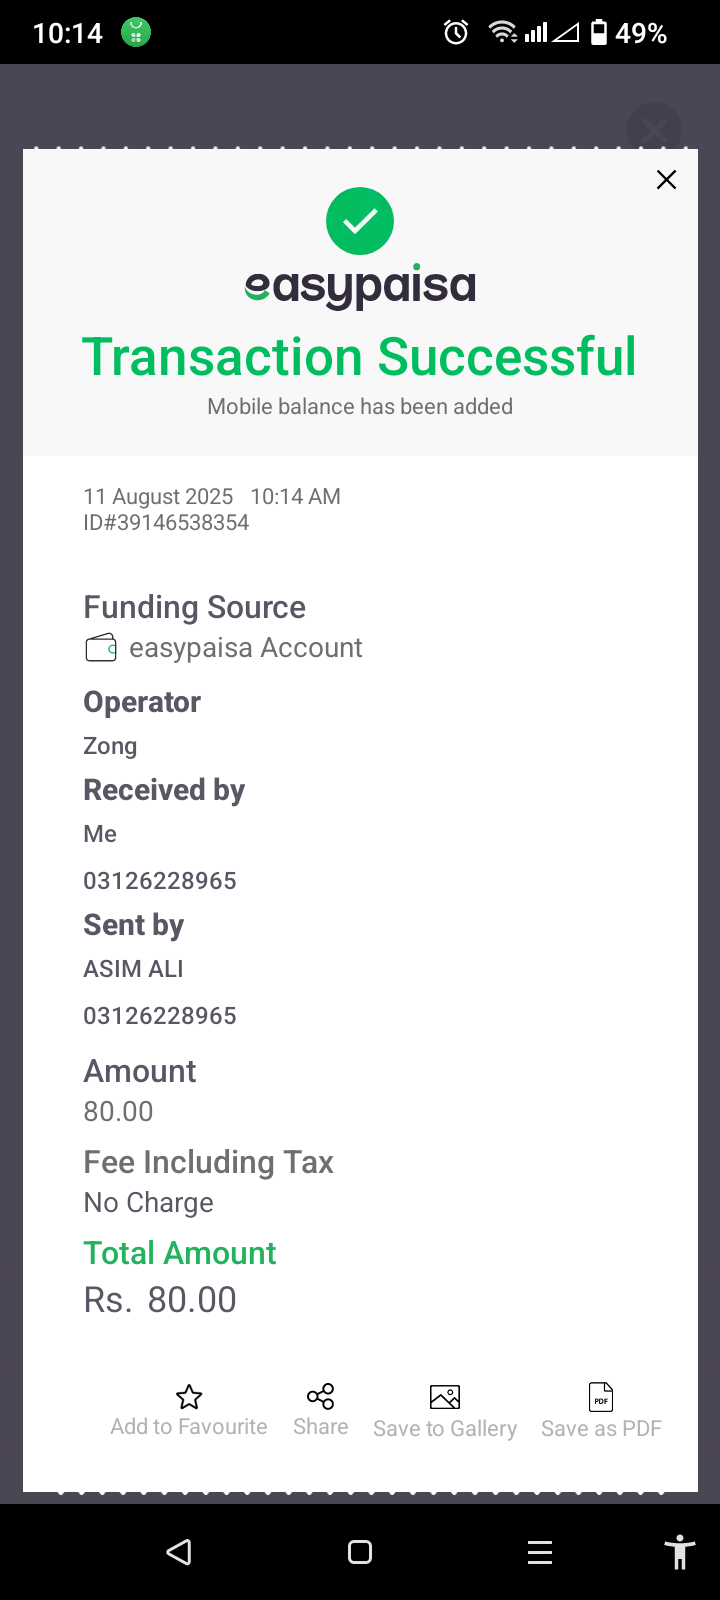 10:14
49%
easypaisa
Transaction Successful
Mobile balance has been added
11 August 2025 10:14 AM
ID#39146538354
Funding Source
easypaisa Account
Operator
Zong
Received by
Me
03126228965
Sent by
ASIM ALI
03126228965
Amount
80.00
Fee Including Tax
No Charge
Total Amount
Rs. 80.00
PDF
Add to Favourite Share Save to Gallery Save as PDF